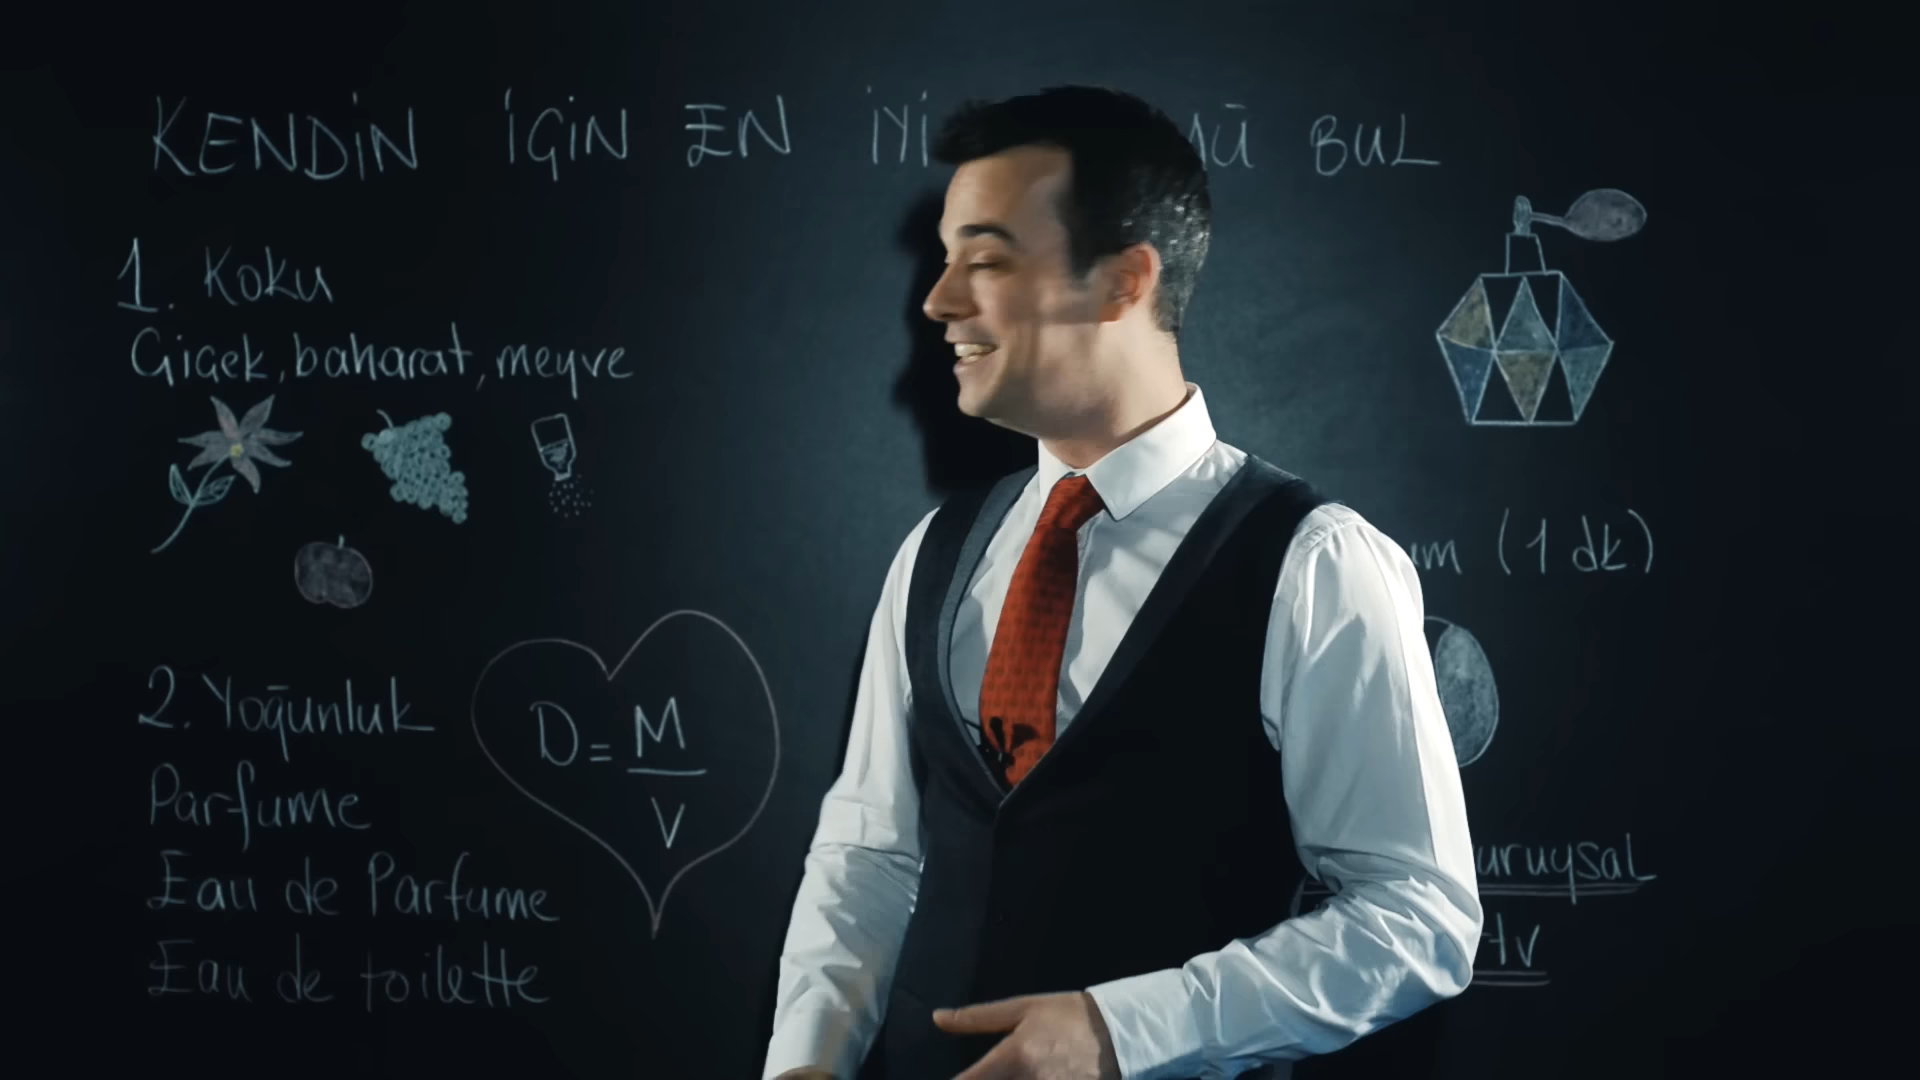 KENDİN İÇİN EN İYİ BUL
1. Koku
Çiçek, baharat, meyve
2. Yoğunluk
D = M
V
Parfume
Eau de Parfume
Eau de toilette
(1 dk.)